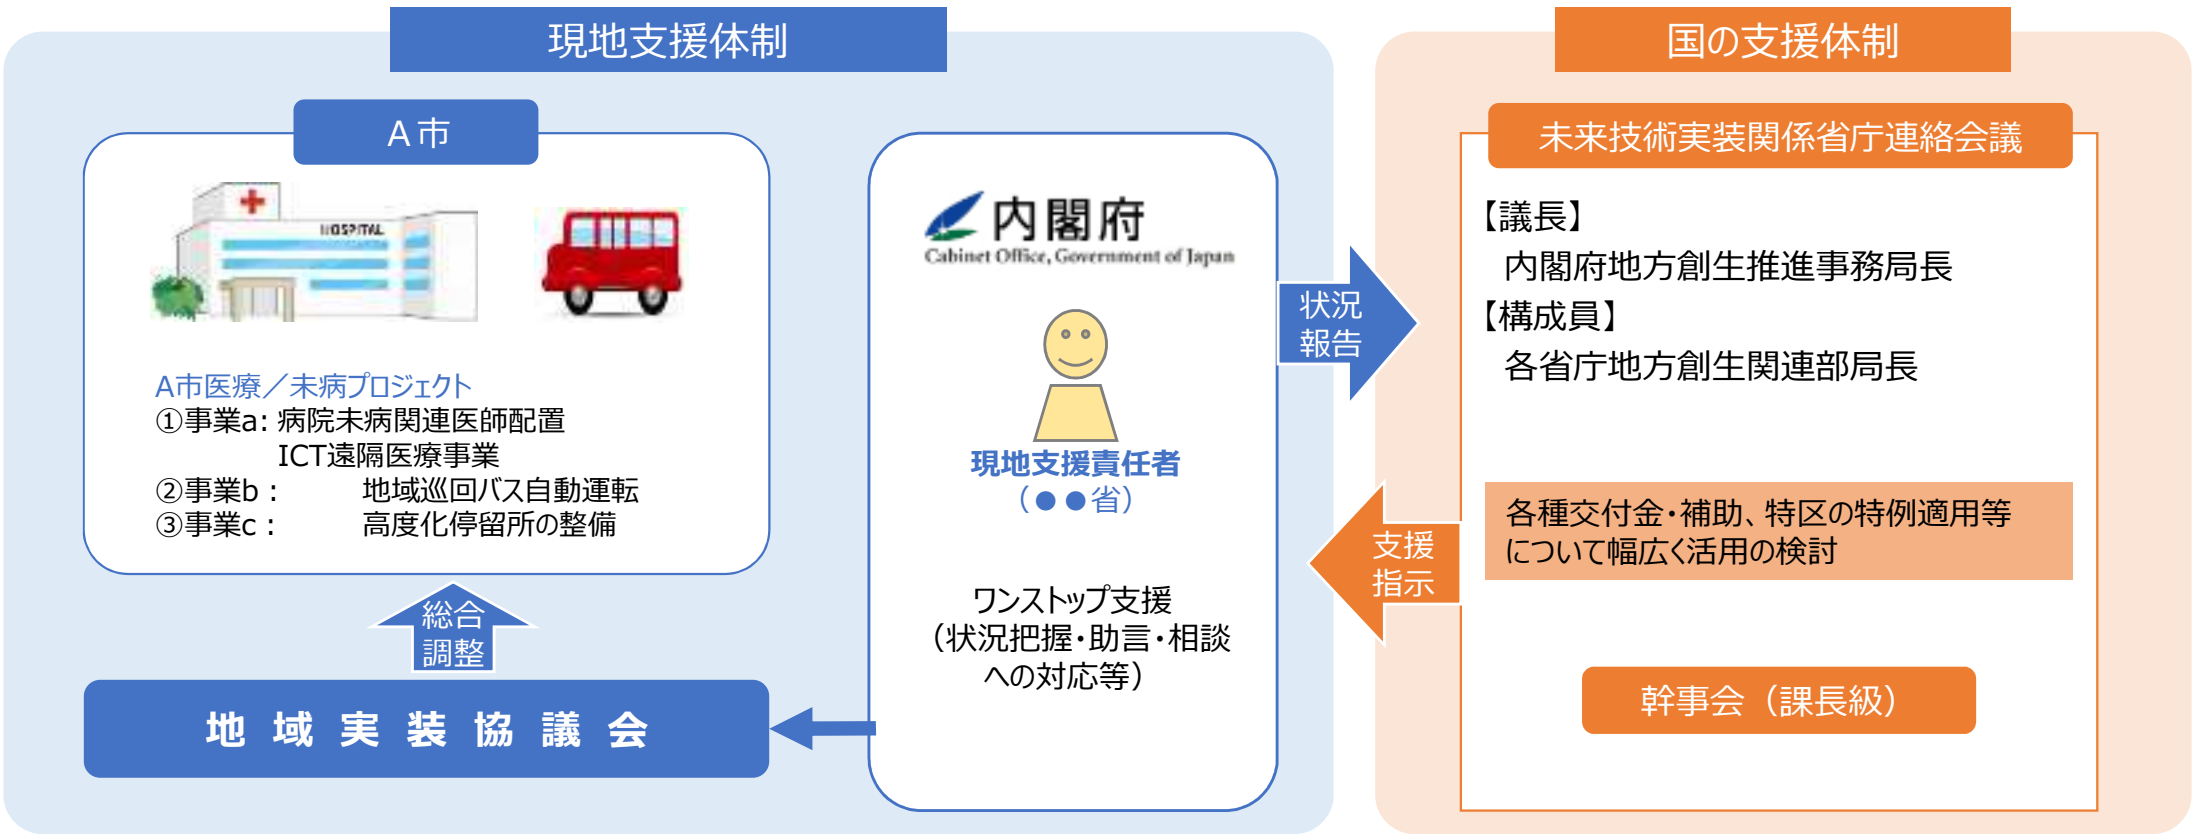 現地支援体制
A市
HOSPITAL
A市医療／未病プロジェクト
①事業a: 病院未病関連医師配置
ICT遠隔医療事業
②事業b： 地域巡回バス自動運転
③事業c： 高度化停留所の整備
総合
調整
地域実装協議会
内閣府
Cabinet Office, Government of Japan
現地支援責任者
（●●省）
ワンストップ支援
（状況把握・助言・相談
への対応等）
状況
報告
支援
指示
国の支援体制
未来技術実装関係省庁連絡会議
【議長】
内閣府地方創生推進事務局長
【構成員】
各省庁地方創生関連部局長
各種交付金・補助、特区の特例適用等
について幅広く活用の検討
幹事会（課長級）